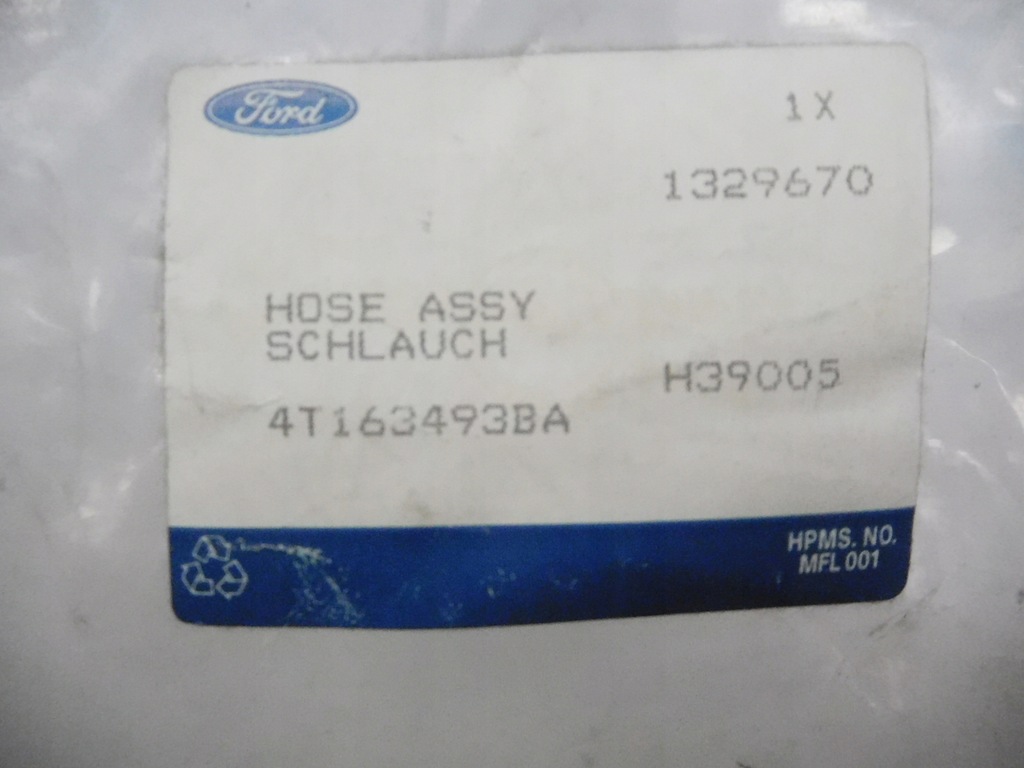 Ford
1X
1329670
HOSE ASSY
SCHLAUCH
H39005
4T163493BA
HPMS. NO.
MFL 001